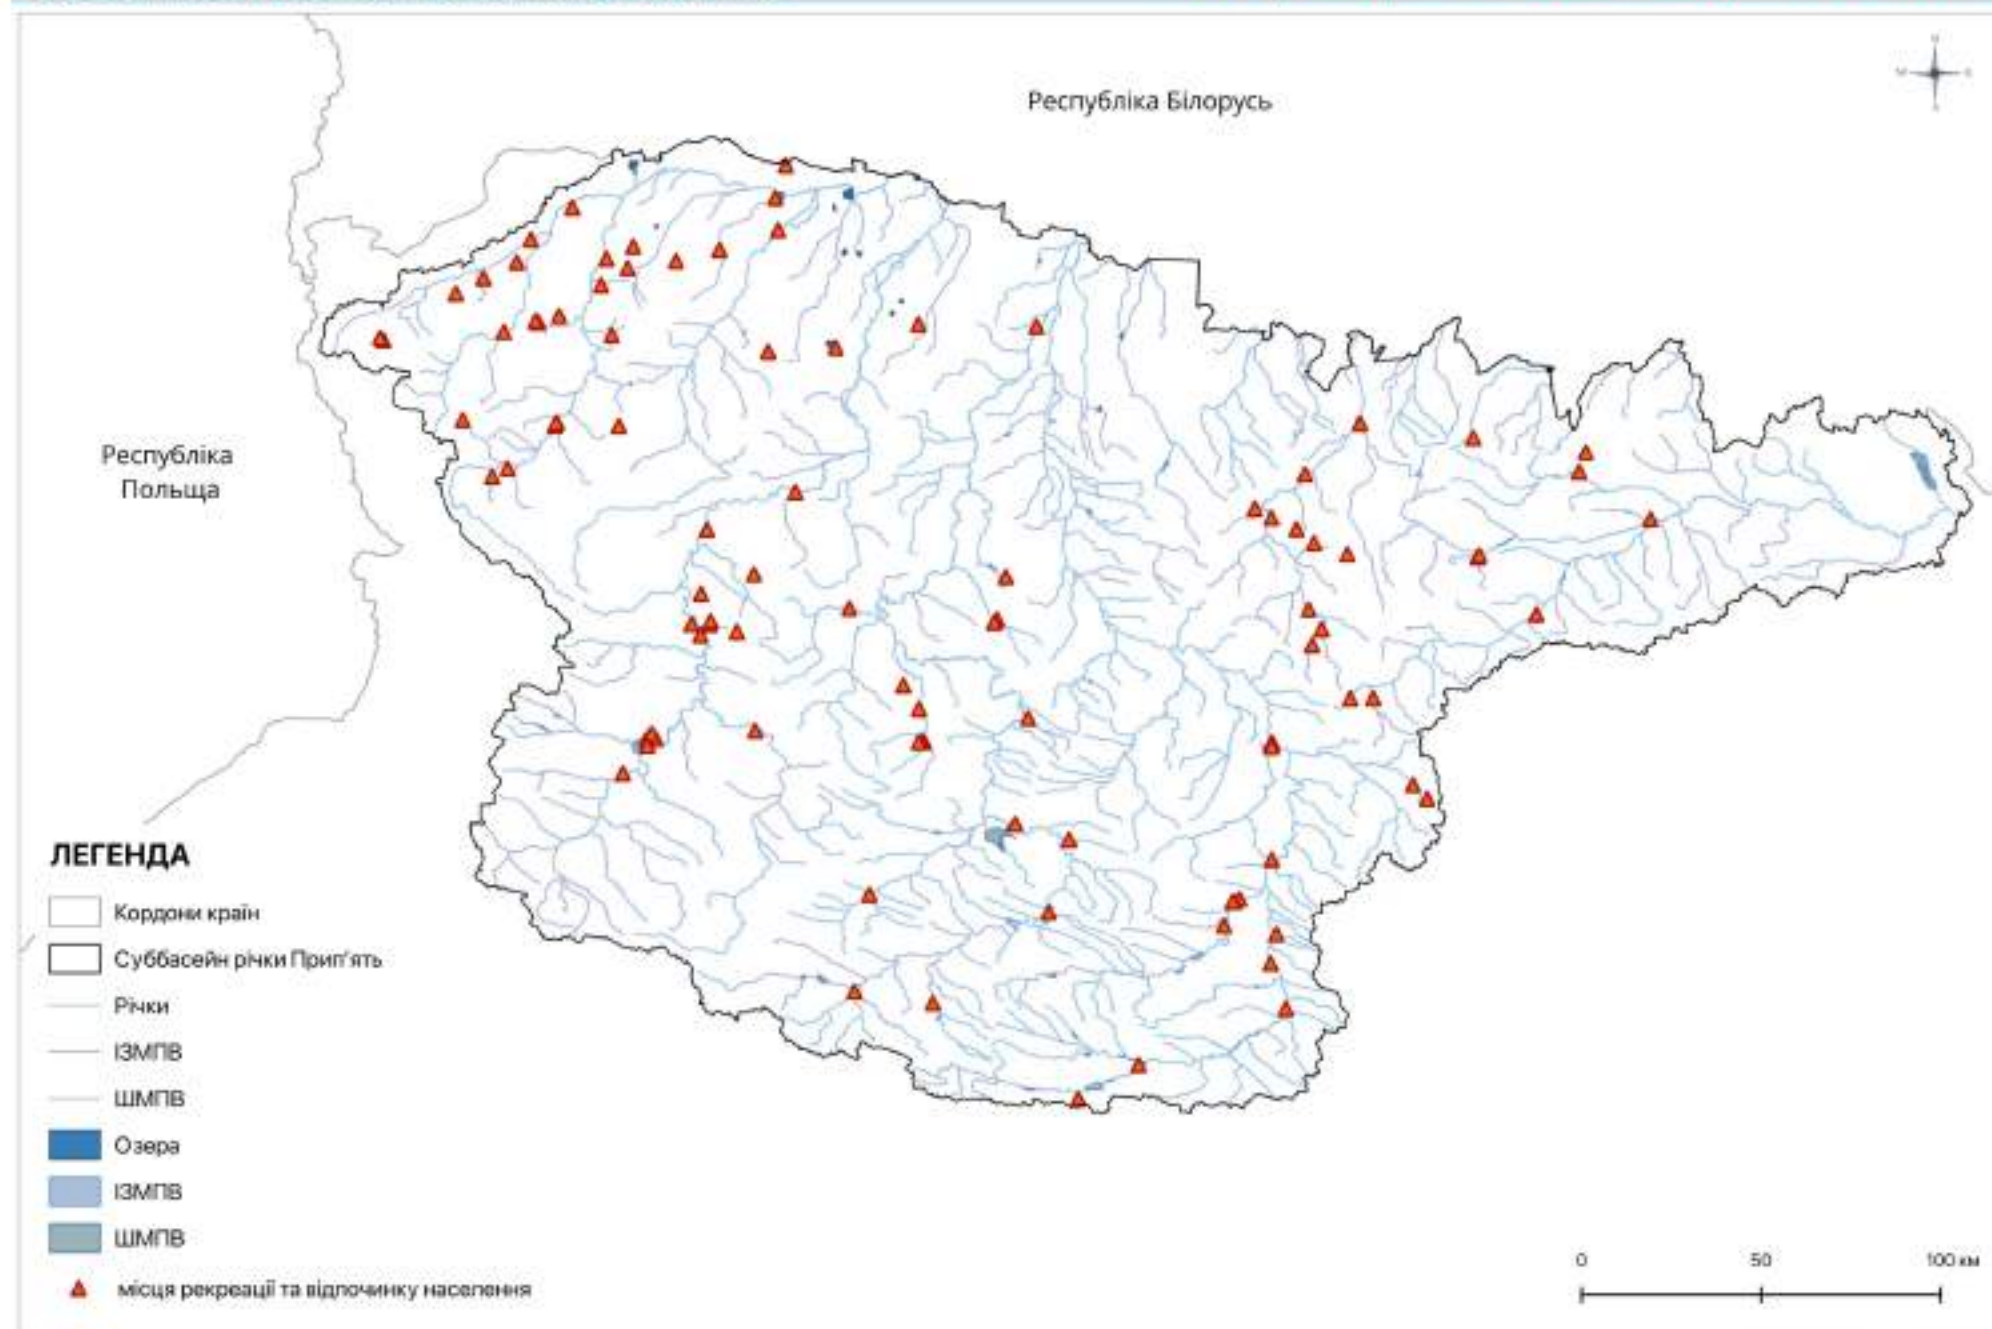 Республіка Білорусь
Республіка
Польща
ЛЕГЕНДА
Кордони країн
Суббасейн річки Прип'ять
Річки
ІЗМПВ
ШМПВ
Озера
ІЗМПВ
ШМПВ
місця рекреації та відпочинку населення
0 50 100 км